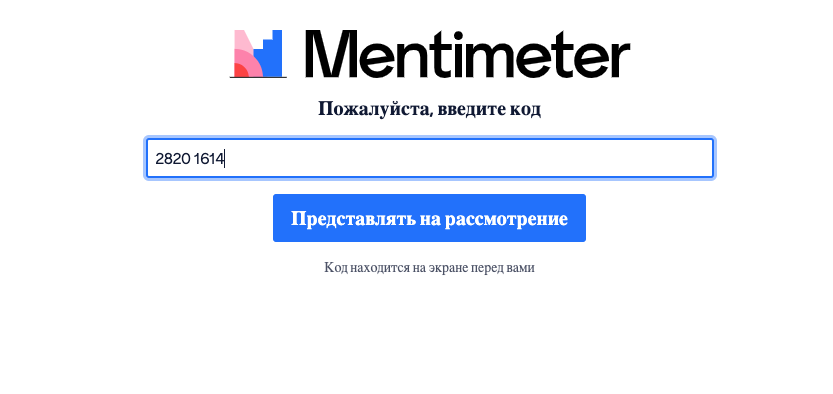 Mentimeter
Пожалуйста, введите код
2820 1614
Представлять на рассмотрение
Код находится на экране перед вами